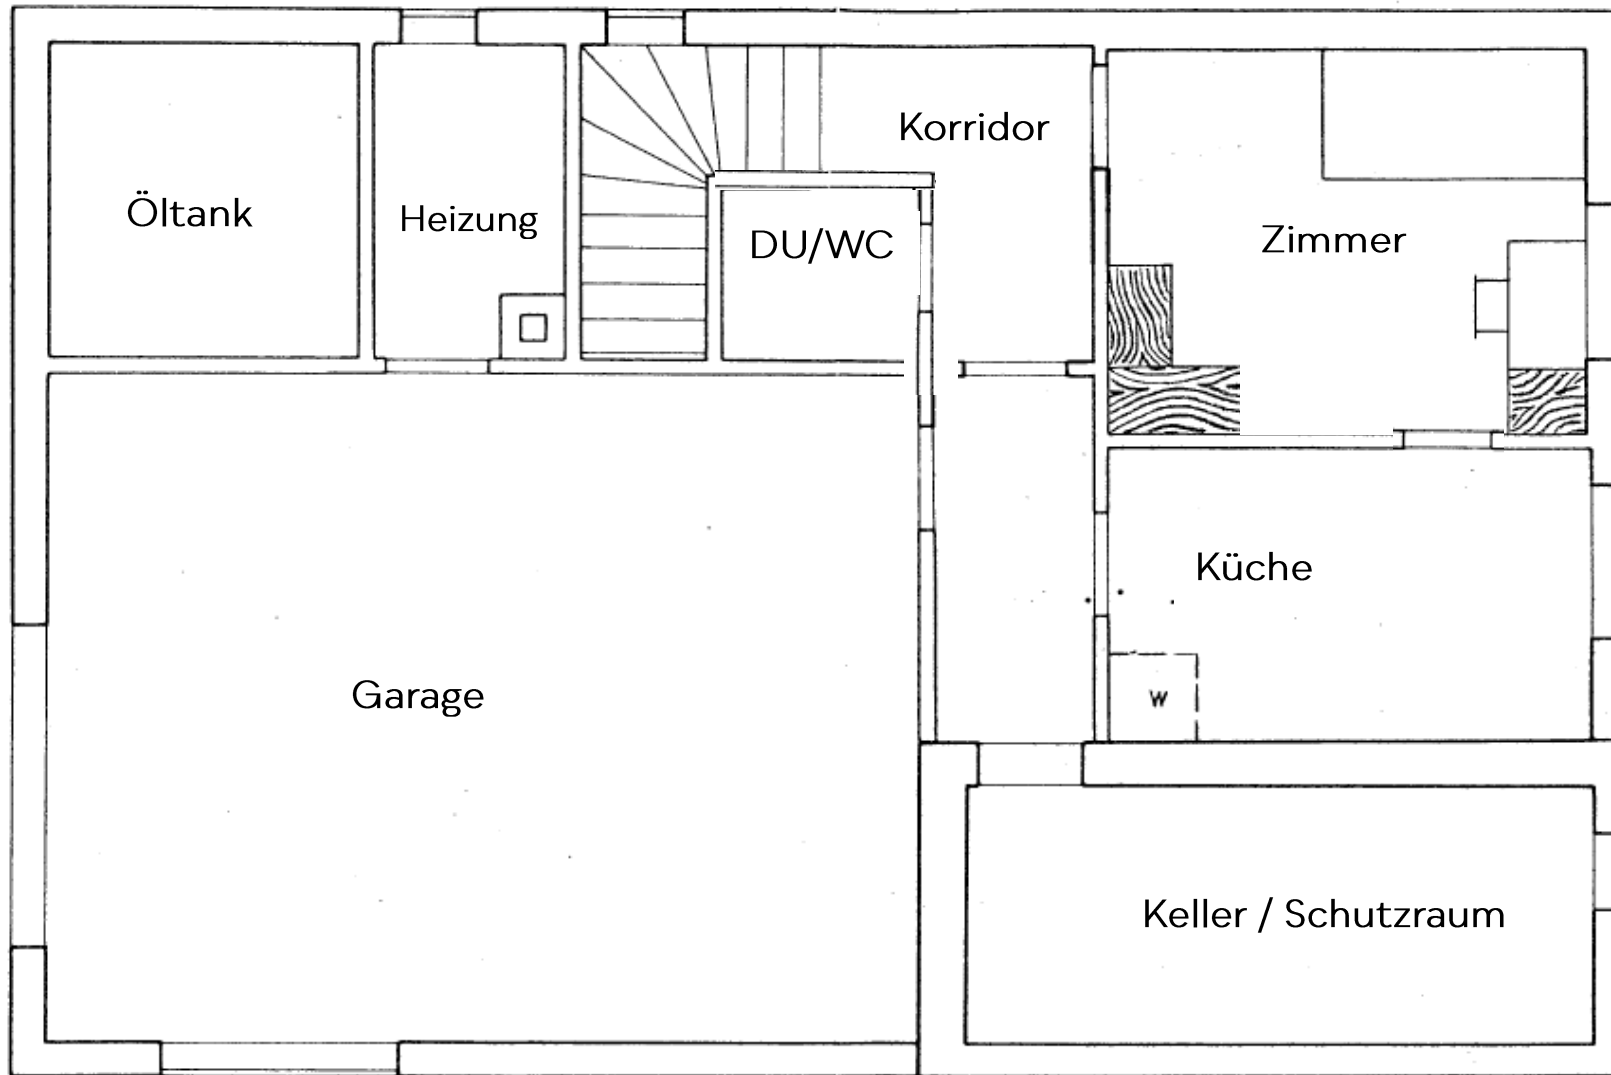 Korridor
Öltank
Heizung
DU/WC
Zimmer
Küche
Garage
W
Keller / Schutzraum